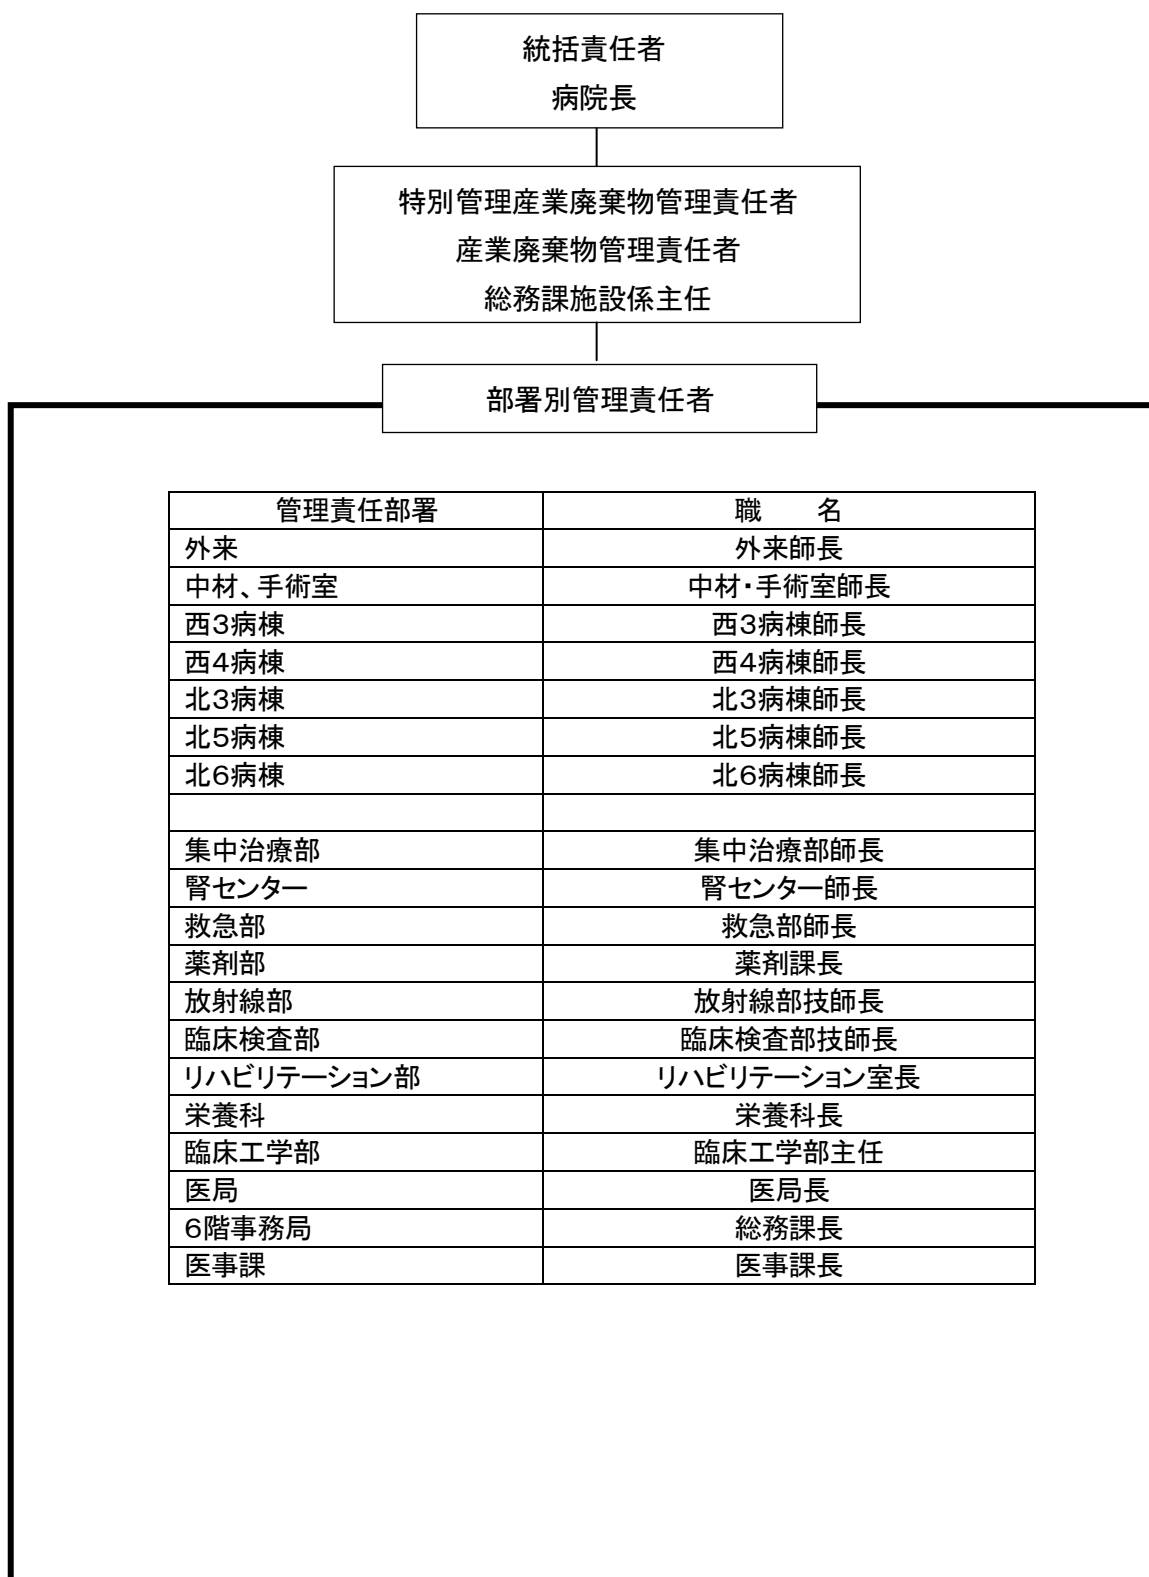 統括責任者
病院長
特別管理産業廃棄物管理責任者
産業廃棄物管理責任者
総務課施設係主任
部署別管理責任者
管理責任部署 職　名
外来 外来師長
中材、手術室 中材・手術室師長
西3病棟 西3病棟師長
西4病棟 西4病棟師長
北3病棟 北3病棟師長
北5病棟 北5病棟師長
北6病棟 北6病棟師長
集中治療部 集中治療部師長
腎センター 腎センター師長
救急部 救急部師長
薬剤部 薬剤課長
放射線部 放射線部技師長
臨床検査部 臨床検査部技師長
リハビリテーション部 リハビリテーション室長
栄養科 栄養科長
臨床工学部 臨床工学部主任
医局 医局長
6階事務局 総務課長
医事課 医事課長